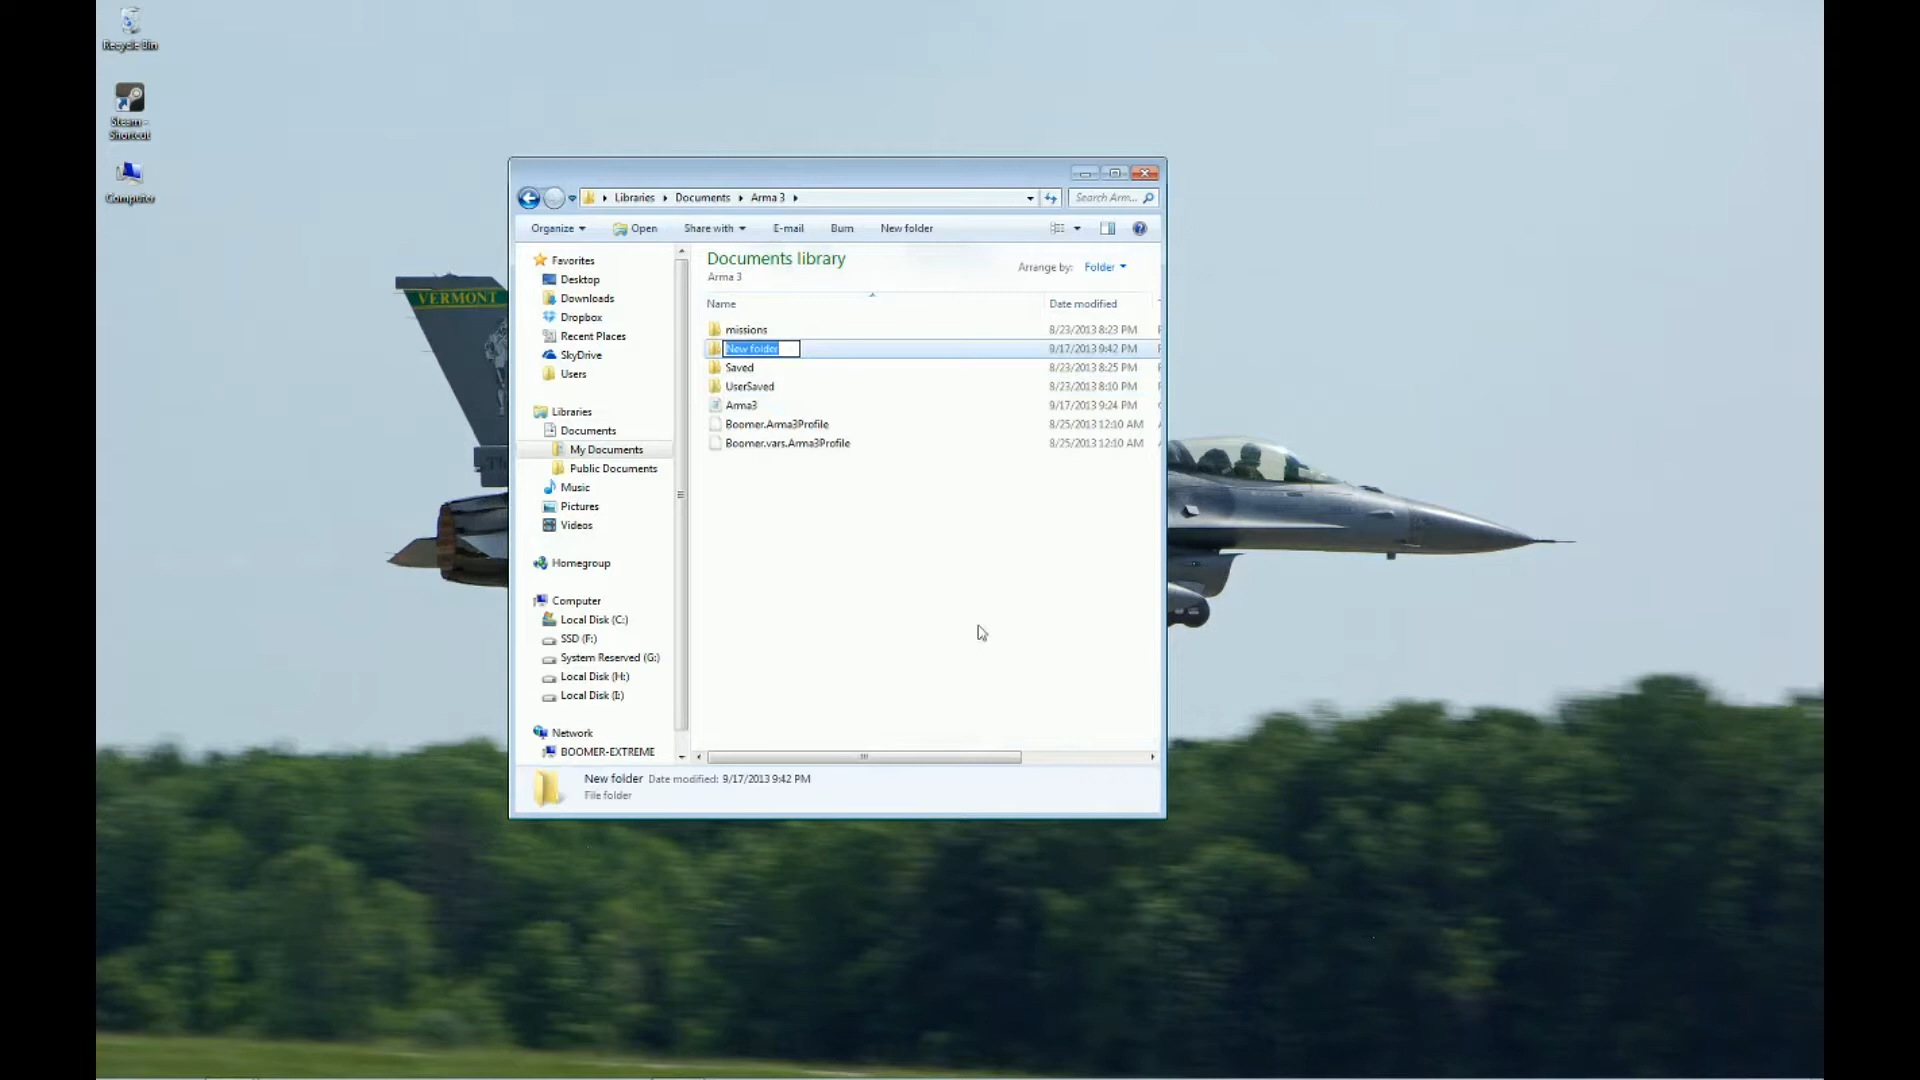 Recycle Bin
Steam -
Shortcut
Computer
VERMONT
Libraries
Documents
Arma 3
Search Arm...
Organize
Open
Share with
E-mail
Burn
New folder
Favorites
Desktop
Downloads
Dropbox
Recent Places
SkyDrive
Users
Libraries
Documents
My Documents
Public Documents
Music
Pictures
Videos
Homegroup
Computer
Local Disk (C:)
SSD (F:)
System Reserved (G:)
Local Disk (H:)
Local Disk (I:)
Network
BOOMER-EXTREME
Documents library
Arma 3
Arrange by: Folder
Name Date modified
missions 8/23/2013 8:23 PM
New folder 9/17/2013 9:42 PM
Saved 8/23/2013 8:25 PM
UserSaved 8/23/2013 8:10 PM
Arma3 9/17/2013 9:24 PM
Boomer.Arma3Profile 8/25/2013 12:10 AM
Boomer.vars.Arma3Profile 8/25/2013 12:10 AM
New folder Date modified: 9/17/2013 9:42 PM
File folder